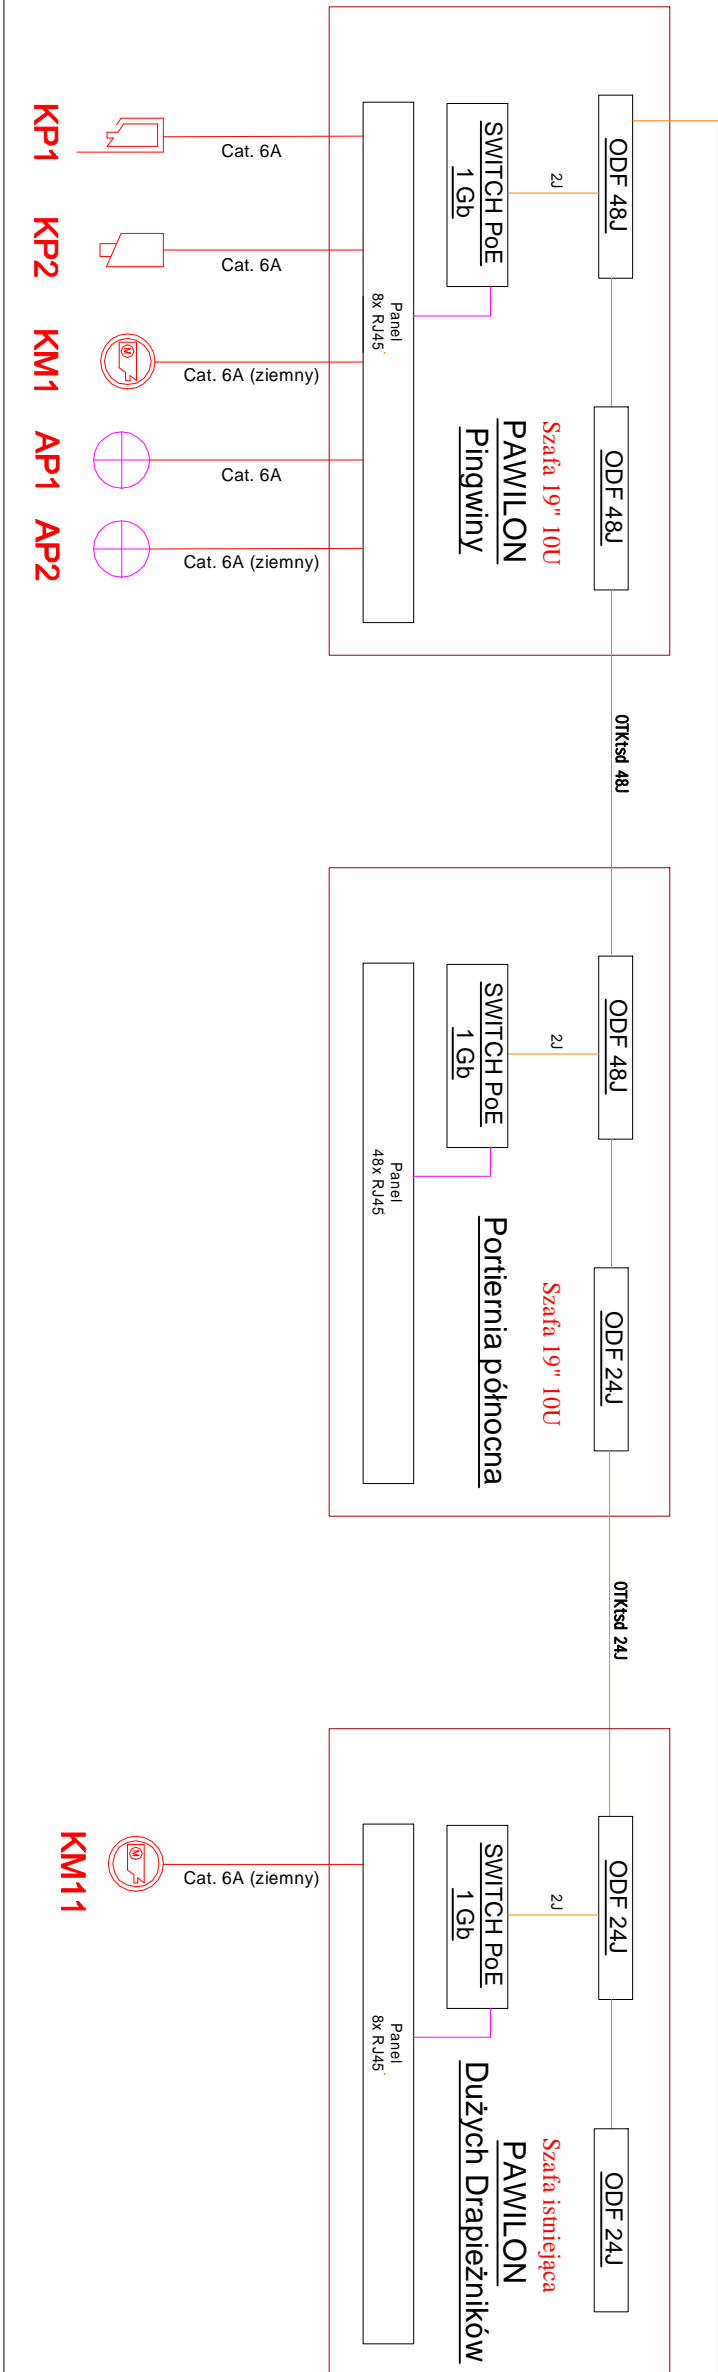 ODF 48J
2J
SWITCH PoE
1 Gb
ODF 48J
Szafa 19" 10U
PAWILON
Pingwiny
Panel
8x RJ45
Cat. 6A
KP1
Cat. 6A
KP2
Cat. 6A (ziemny)
M
KM1
Cat. 6A
AP1
Cat. 6A (ziemny)
AP2
OTKtsd 48J
ODF 48J
2J
SWITCH PoE
1 Gb
ODF 24J
Szafa 19" 10U
Portiernia północna
Panel
48x RJ45
OTKtsd 24J
ODF 24J
2J
SWITCH PoE
1 Gb
ODF 24J
Szafa istniejąca
PAWILON
Dużych Drapieżników
Panel
8x RJ45
Cat. 6A (ziemny)
M
KM11